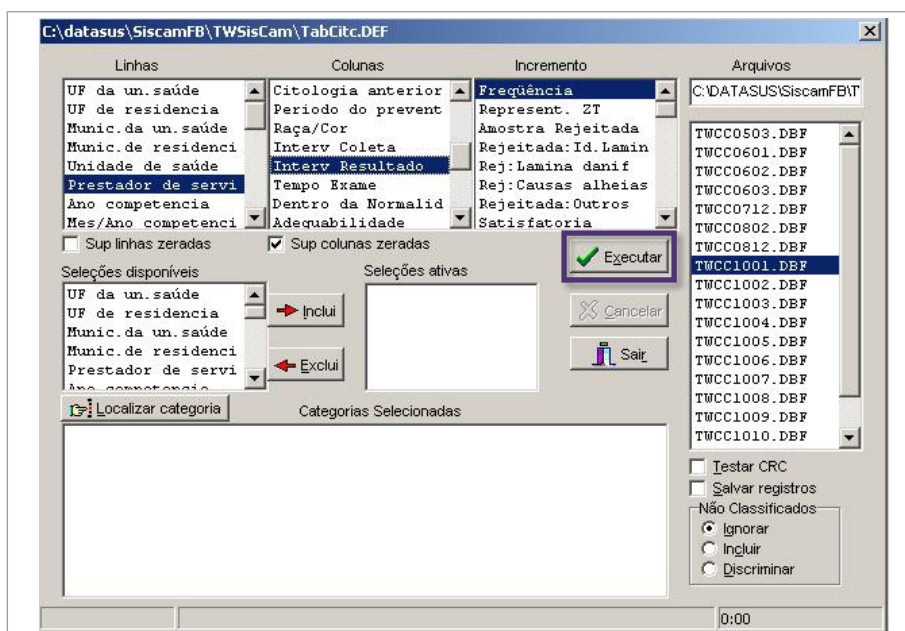 C:\datasus\SiscamFB\TWSisCam\TabCitc.DEF
Linhas
UF da un.saúde
UF de residencia
Munic.da un.saúde
Munic.de residenci
Unidade de saúde
Prestador de servi
Ano competencia
Mes/Ano competenci
Sup linhas zeradas
Colunas
Citologia anterior
Periodo do prevent
Raça/Cor
Interv Coleta
Interv Resultado
Tempo Exame
Dentro da Normalid
Adequabilidade
Sup colunas zeradas
Incremento
Freqüência
Represent. ZT
Amostra Rejeitada
Rejeitada:Id.Lamin
Rej:Lamina danif
Rej:Causas alheias
Rejeitada:Outros
Satisfatoria
Arquivos
C:\DATASUS\SiscamFB\T
TWCC0503.DBF
TWCC0601.DBF
TWCC0602.DBF
TWCC0603.DBF
TWCC0712.DBF
TWCC0802.DBF
TWCC0812.DBF
TWCC1001.DBF
TWCC1002.DBF
TWCC1003.DBF
TWCC1004.DBF
TWCC1005.DBF
TWCC1006.DBF
TWCC1007.DBF
TWCC1008.DBF
TWCC1009.DBF
TWCC1010.DBF
Executar
Cancelar
Sair
Seleções disponíveis
UF da un.saúde
UF de residencia
Munic.da un.saúde
Munic.de residenci
Prestador de servi
Ano competencia
Inclui
Exclui
Seleções ativas
Localizar categoria
Categorias Selecionadas
Testar CRC
Salvar registros
Não Classificados
Ignorar
Incluir
Discriminar
0:00